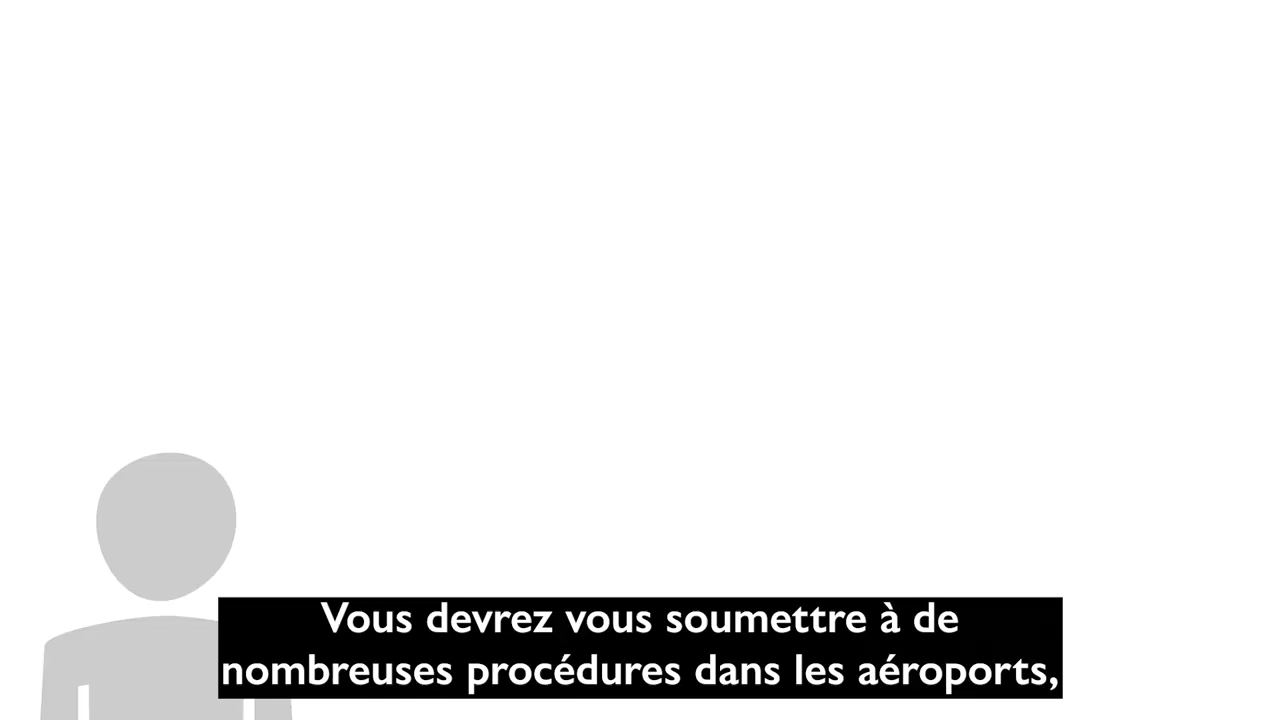 Vous devrez vous soumettre à de
nombreuses procédures dans les aéroports,